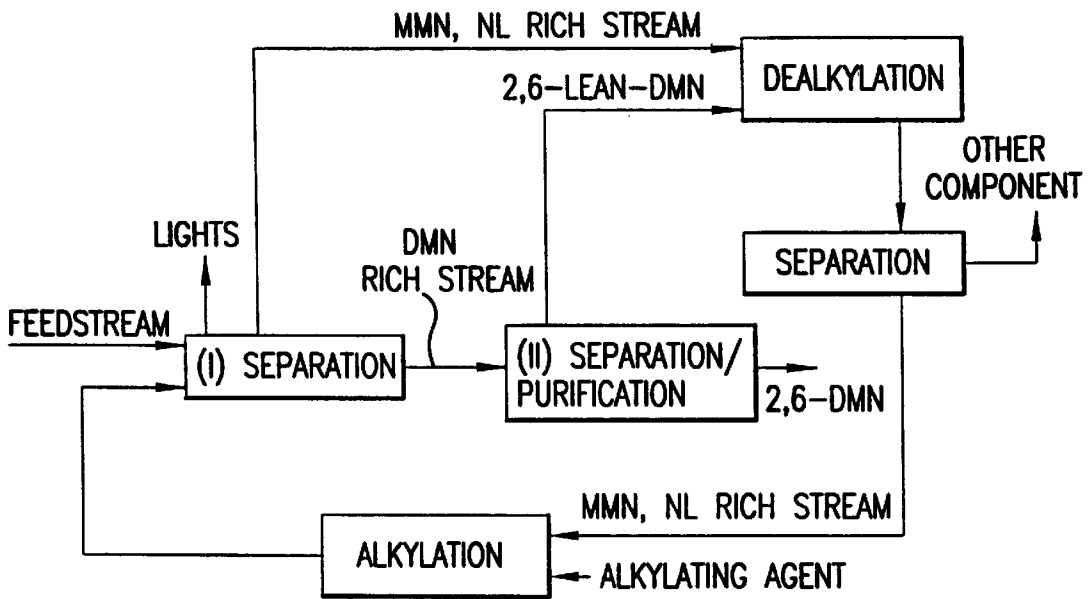 MMN, NL RICH STREAM
DEALKYLATION
2,6-LEAN-DMN
OTHER
COMPONENT
LIGHTS
DMN
RICH STREAM
SEPARATION
FEEDSTREAM
(I) SEPARATION
(II) SEPARATION/
PURIFICATION
2,6-DMN
MMN, NL RICH STREAM
ALKYLATION
ALKYLATING AGENT